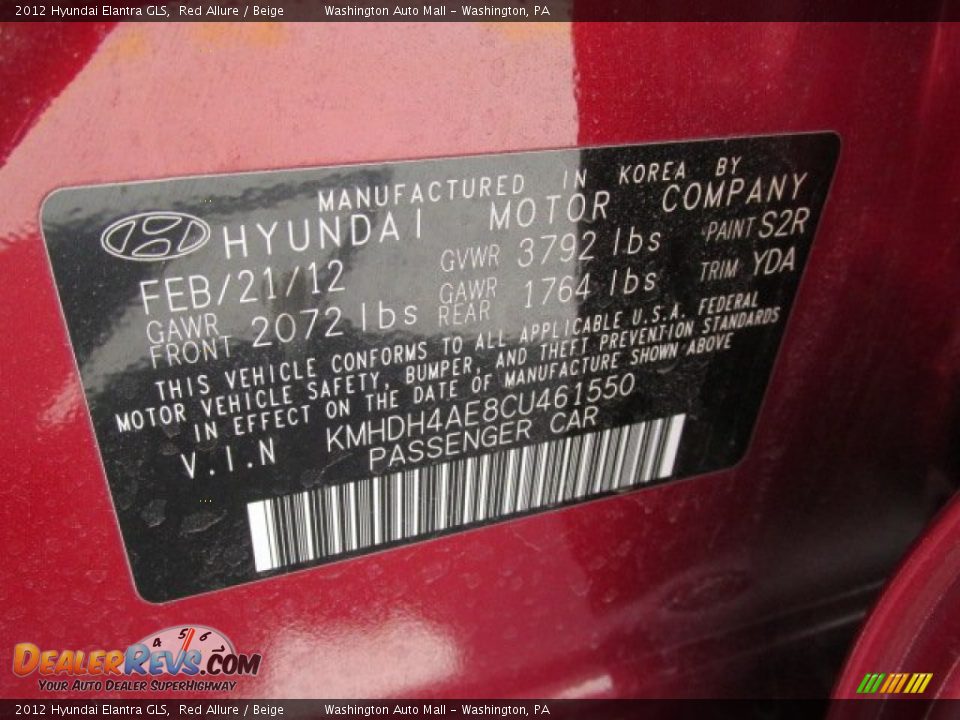 2012 Hyundai Elantra GLS, Red Allure / Beige Washington Auto Mall - Washington, PA
MANUFACTURED IN KOREA BY
HYUNDAI MOTOR COMPANY
FEB/21/12 GVWR 3792 lbs PAINT S2R
GAWR FRONT 2072 lbs GAWR REAR 1764 lbs TRIM YDA
THIS VEHICLE CONFORMS TO ALL APPLICABLE U.S.A. FEDERAL
MOTOR VEHICLE SAFETY, BUMPER, AND THEFT PREVENTION STANDARDS
IN EFFECT ON THE DATE OF MANUFACTURE SHOWN ABOVE
V.I.N KMHDH4AE8CU461550
PASSENGER CAR
4 5 6
DEALERREVS.COM
YOUR AUTO DEALER SUPERHIGHWAY
2012 Hyundai Elantra GLS, Red Allure / Beige Washington Auto Mall - Washington, PA